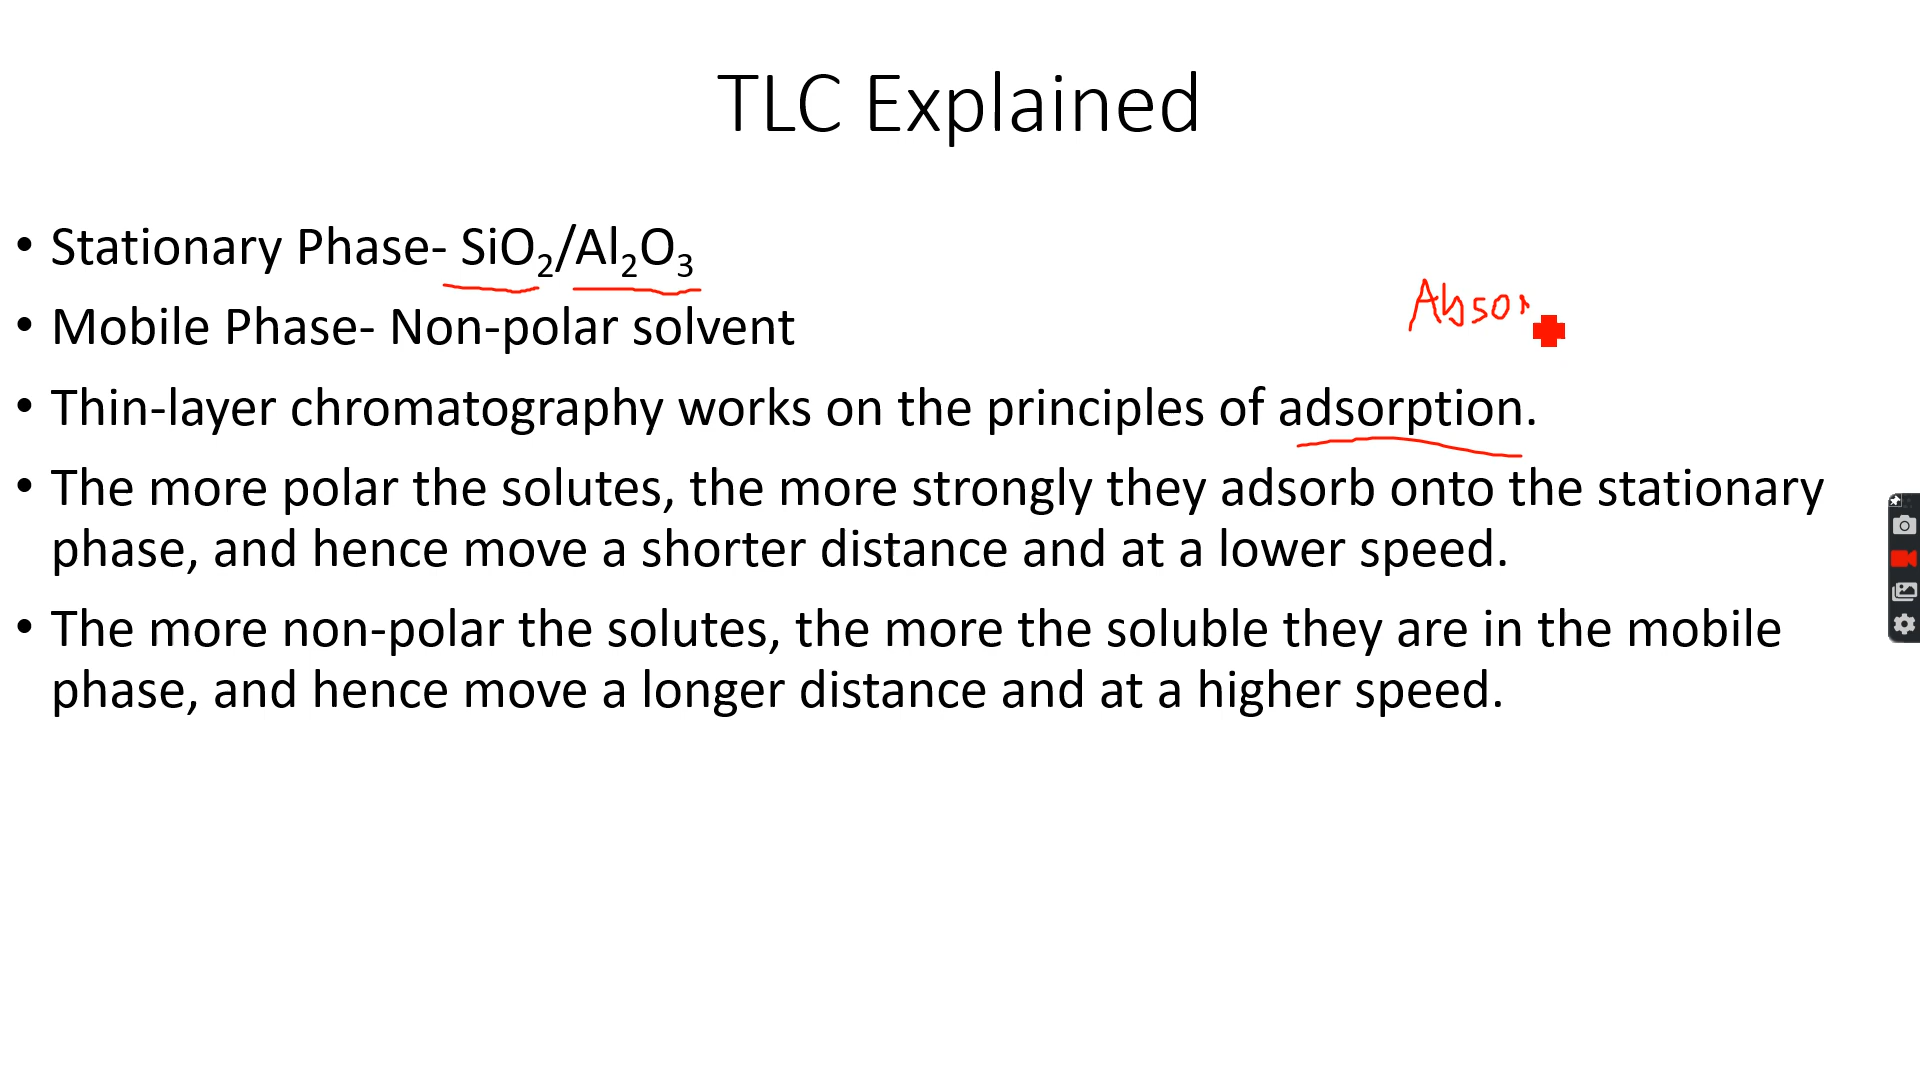 TLC Explained
• Stationary Phase- SiO₂/Al₂O₃
Absor
• Mobile Phase- Non-polar solvent
• Thin-layer chromatography works on the principles of adsorption.
• The more polar the solutes, the more strongly they adsorb onto the stationary
phase, and hence move a shorter distance and at a lower speed.
• The more non-polar the solutes, the more the soluble they are in the mobile
phase, and hence move a longer distance and at a higher speed.